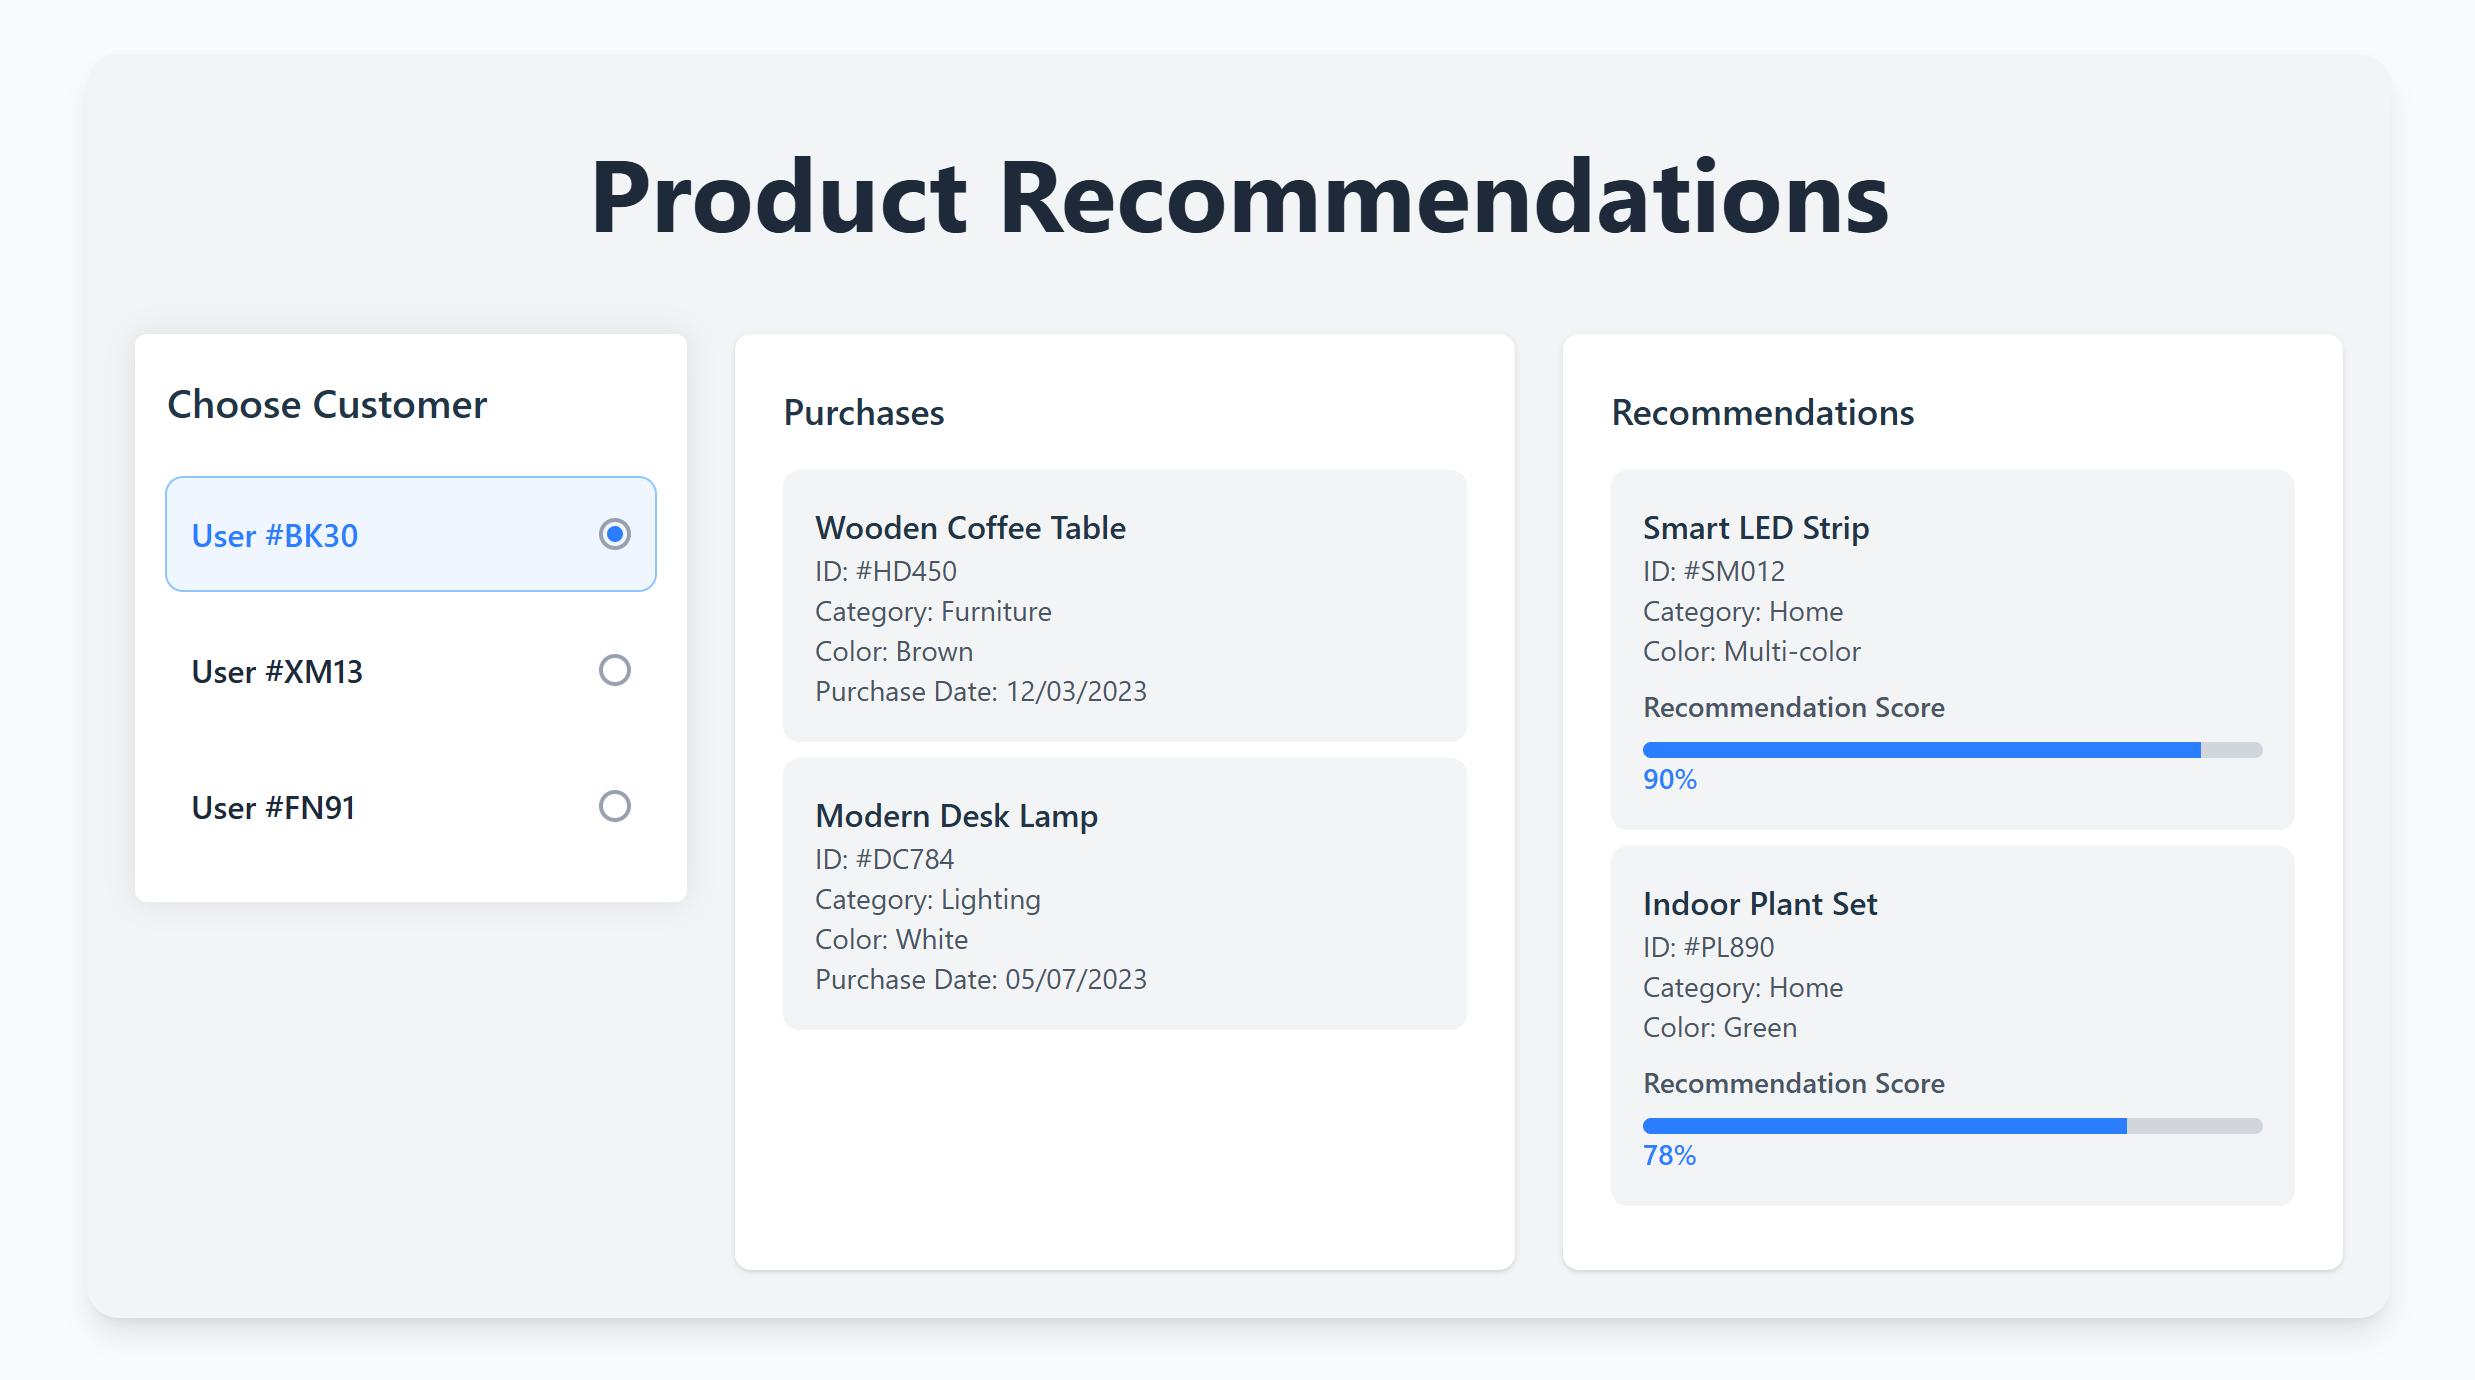 Product Recommendations
Choose Customer
User #BK30
User #XM13
User #FN91
Purchases
Wooden Coffee Table
ID: #HD450
Category: Furniture
Color: Brown
Purchase Date: 12/03/2023
Modern Desk Lamp
ID: #DC784
Category: Lighting
Color: White
Purchase Date: 05/07/2023
Recommendations
Smart LED Strip
ID: #SM012
Category: Home
Color: Multi-color
Recommendation Score
90%
Indoor Plant Set
ID: #PL890
Category: Home
Color: Green
Recommendation Score
78%